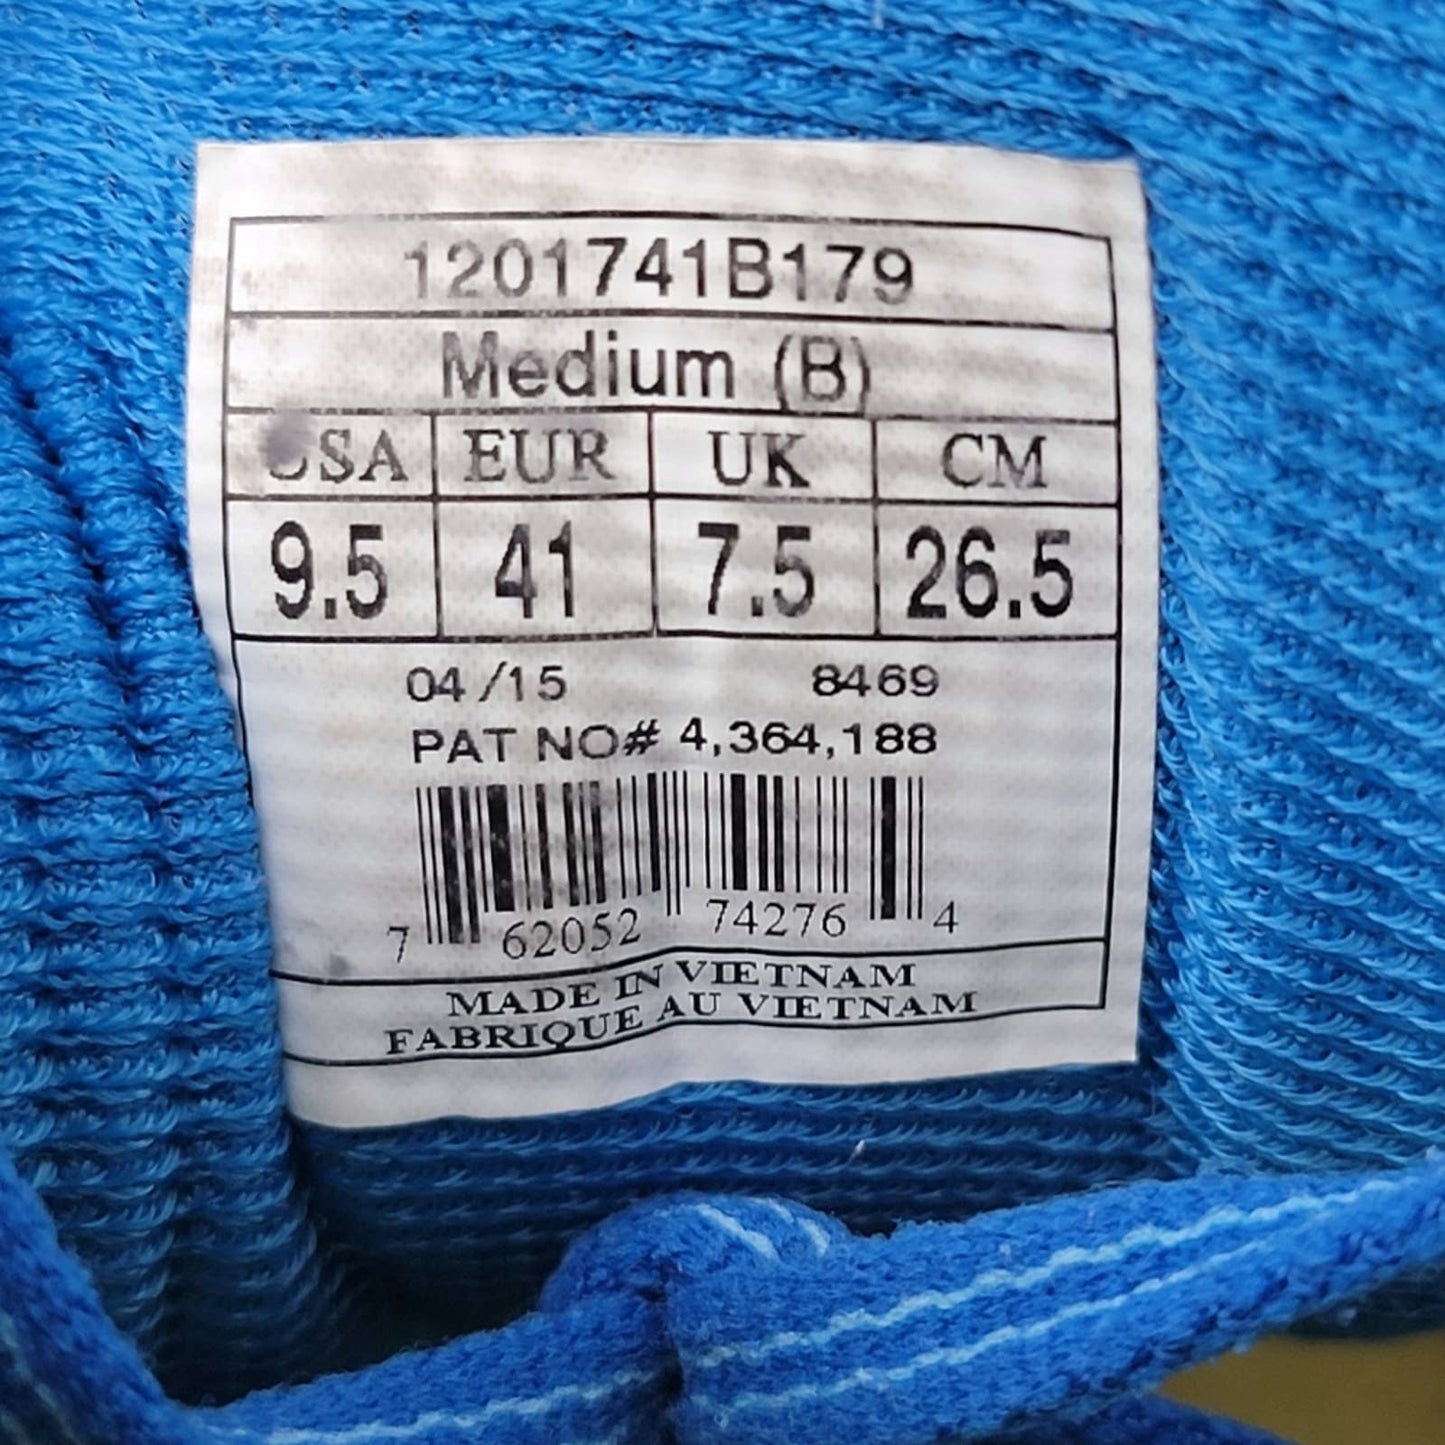 1201741B179
Medium (B)
USA EUR UK CM
9.5 41 7.5 26.5
04/15 8469
PAT NO# 4,364,188
7 62052 74276 4
MADE IN VIETNAM
FABRIQUE AU VIETNAM